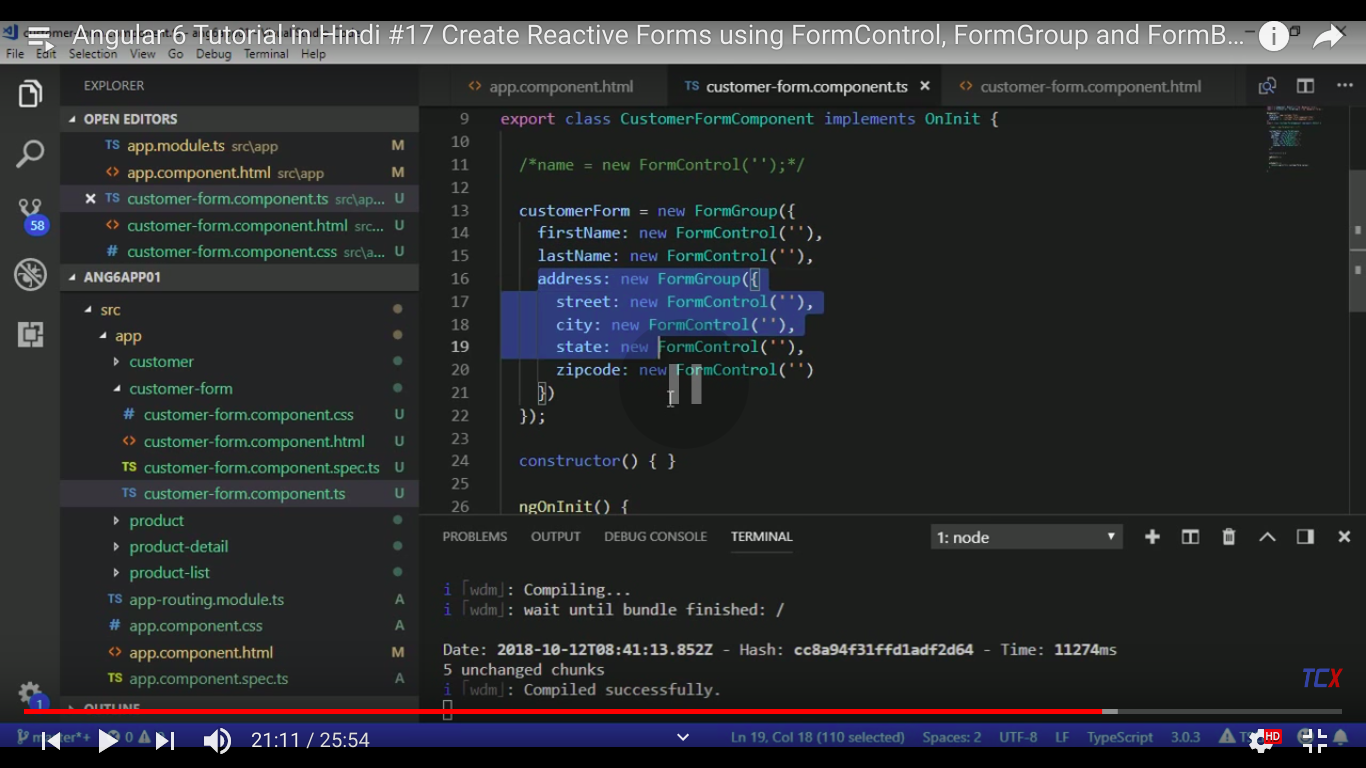 Angular 6 Tutorial in Hindi #17 Create Reactive Forms using FormControl, FormGroup and FormB...
File Edit Selection View Go Debug Terminal Help
EXPLORER
OPEN EDITORS
TS app.module.ts src\app M
<> app.component.html src\app M
× TS customer-form.component.ts src\ap... U
<> customer-form.component.html src... U
# customer-form.component.css src\a... U
58
ANG6APP01
src
app
customer
customer-form
# customer-form.component.css U
<> customer-form.component.html U
TS customer-form.component.spec.ts U
TS customer-form.component.ts U
product
product-detail
product-list
TS app-routing.module.ts A
# app.component.css A
<> app.component.html M
TS app.component.spec.ts A
OUTLINE
1
<> app.component.html TS customer-form.component.ts × <> customer-form.component.html
9 export class CustomerFormComponent implements OnInit {
10
11 /*name = new FormControl('');*/
12
13 customerForm = new FormGroup({
14 firstName: new FormControl(''),
15 lastName: new FormControl(''),
16 address: new FormGroup({
17 street: new FormControl(''),
18 city: new FormControl(''),
19 state: new FormControl(''),
20 zipcode: new FormControl('')
21 })
22 });
23
24 constructor() { }
25
26 ngOnInit() {
PROBLEMS OUTPUT DEBUG CONSOLE TERMINAL 1: node
i ｢wdm｣: Compiling...
i ｢wdm｣: wait until bundle finished: /
Date: 2018-10-12T08:41:13.852Z - Hash: cc8a94f31ffd1adf2d64 - Time: 11274ms
5 unchanged chunks
i ｢wdm｣: Compiled successfully.
TCX
0 Ln 19, Col 18 (110 selected) Spaces: 2 UTF-8 LF TypeScript 3.0.3
21:11 / 25:54 HD